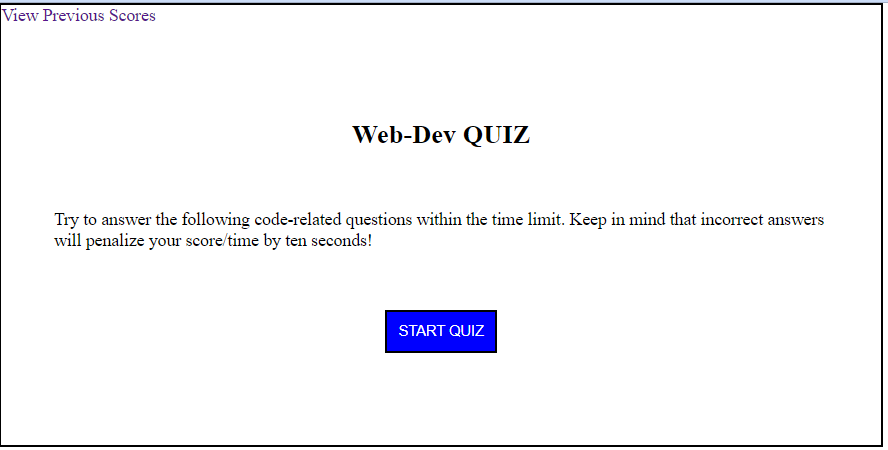 View Previous Scores
Web-Dev QUIZ
Try to answer the following code-related questions within the time limit. Keep in mind that incorrect answers
will penalize your score/time by ten seconds!
START QUIZ